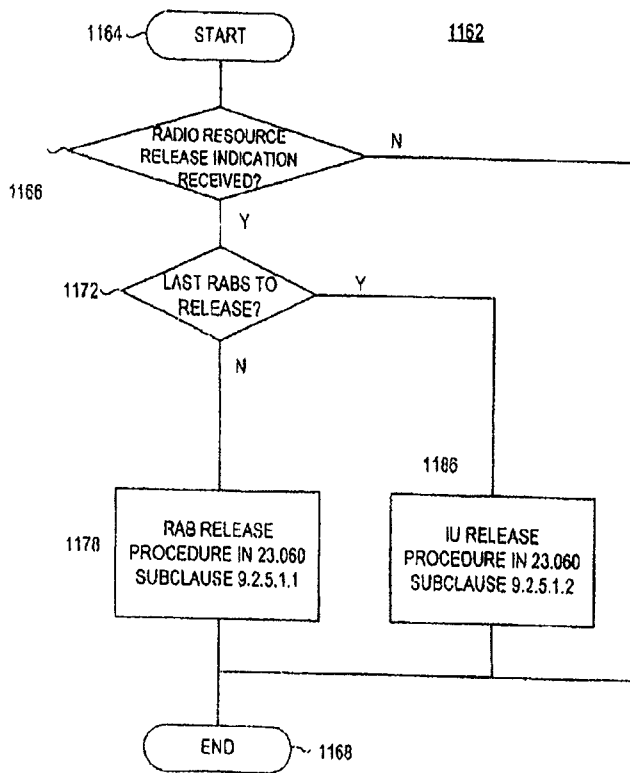 1164
START
1162
RADIO RESOURCE
RELEASE INDICATION
RECEIVED?
N
1166
Y
1172
LAST RABS TO
RELEASE?
Y
N
1186
1178
RAB RELEASE
PROCEDURE IN 23.060
SUBCLAUSE 9.2.5.1.1
IU RELEASE
PROCEDURE IN 23.060
SUBCLAUSE 9.2.5.1.2
END
1168